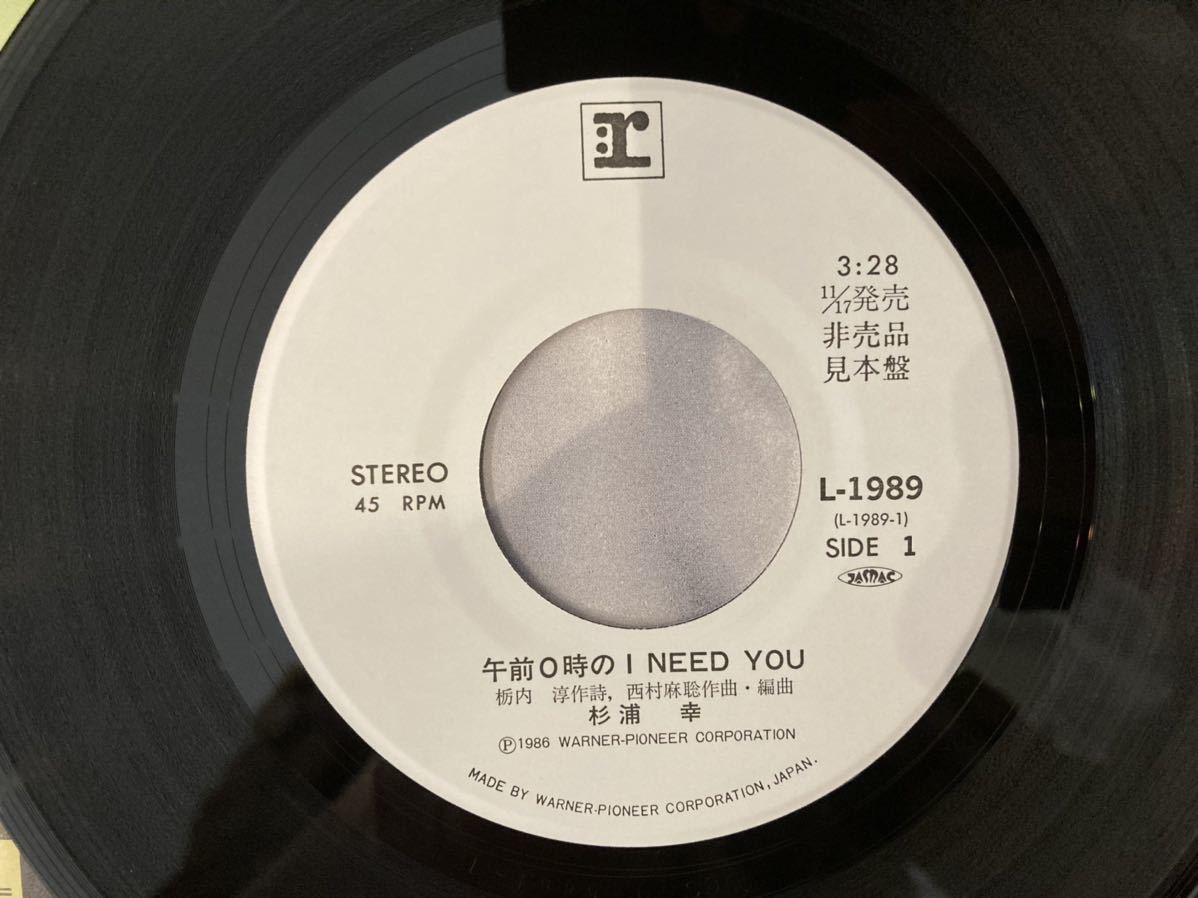 r
3:28
11/17発売
非売品
見本盤
STEREO
45 RPM
L-1989
(L-1989-1)
SIDE 1
JASRAC
午前0時の I NEED YOU
栃内 淳作詩, 西村麻聡作曲・編曲
杉浦 幸
Ⓟ1986 WARNER-PIONEER CORPORATION
MADE BY WARNER-PIONEER CORPORATION, JAPAN.